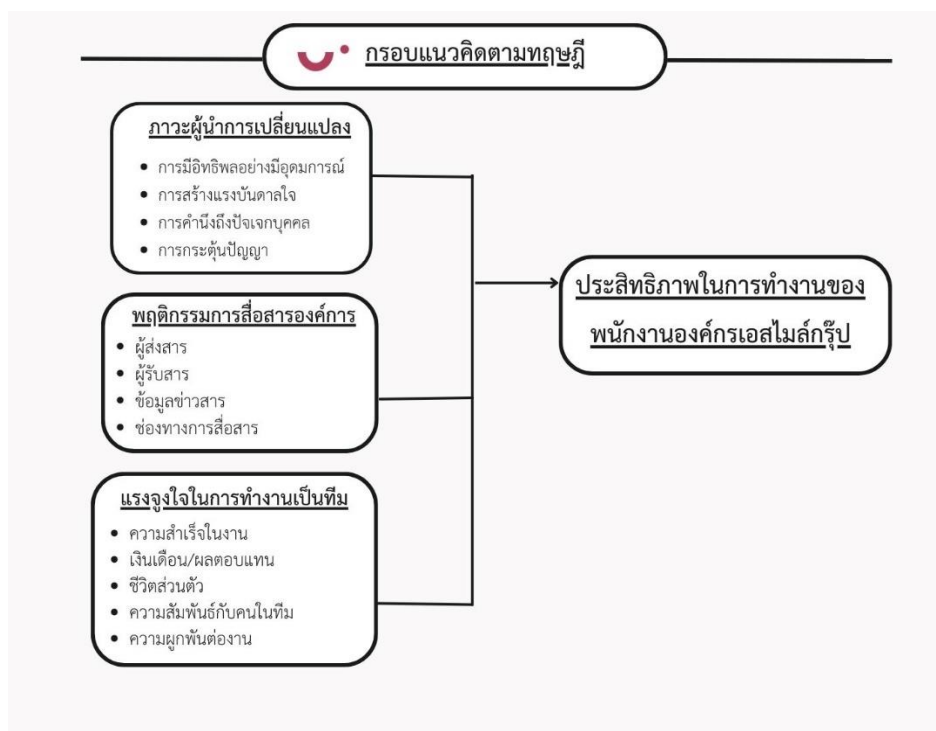 กรอบแนวคิดตามทฤษฎี
ภาวะผู้นำการเปลี่ยนแปลง
• การมีอิทธิพลอย่างมีอุดมการณ์
• การสร้างแรงบันดาลใจ
• การคำนึงถึงปัจเจกบุคคล
• การกระตุ้นปัญญา
พฤติกรรมการสื่อสารองค์การ
• ผู้ส่งสาร
• ผู้รับสาร
• ข้อมูลข่าวสาร
• ช่องทางการสื่อสาร
แรงจูงใจในการทำงานเป็นทีม
• ความสำเร็จในงาน
• เงินเดือน/ผลตอบแทน
• ชีวิตส่วนตัว
• ความสัมพันธ์กับคนในทีม
• ความผูกพันต่องาน
ประสิทธิภาพในการทำงานของ
พนักงานองค์กรเอสไมล์กรุ๊ป